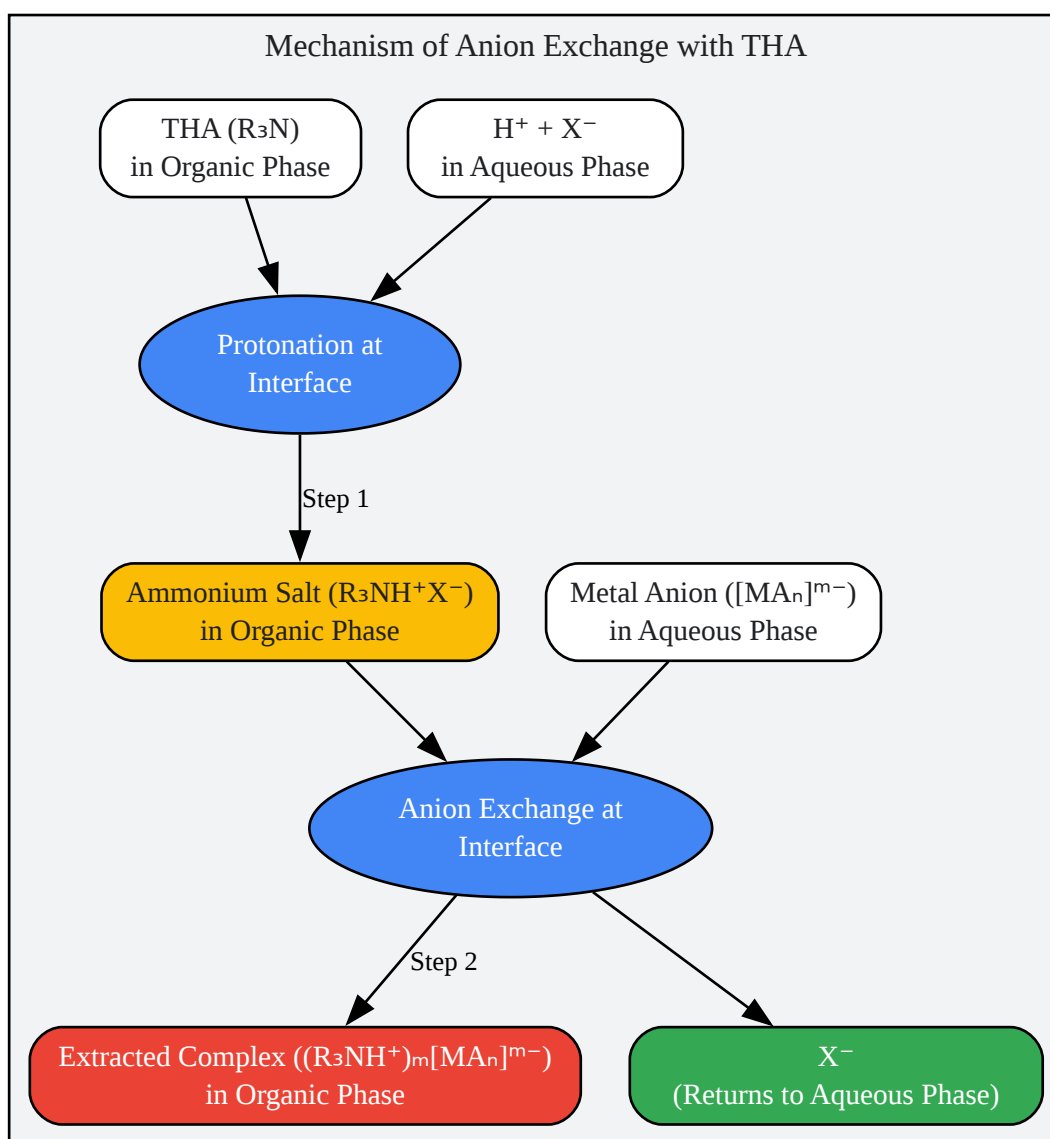 Mechanism of Anion Exchange with THA
THA (R₃N)
in Organic Phase
H⁺ + X⁻
in Aqueous Phase
Protonation at
Interface
Step 1
Ammonium Salt (R₃NH⁺X⁻)
in Organic Phase
Metal Anion ([MAₙ]ᵐ⁻)
in Aqueous Phase
Anion Exchange at
Interface
Step 2
Extracted Complex ((R₃NH⁺)ₘ[MAₙ]ᵐ⁻)
in Organic Phase
X⁻
(Returns to Aqueous Phase)